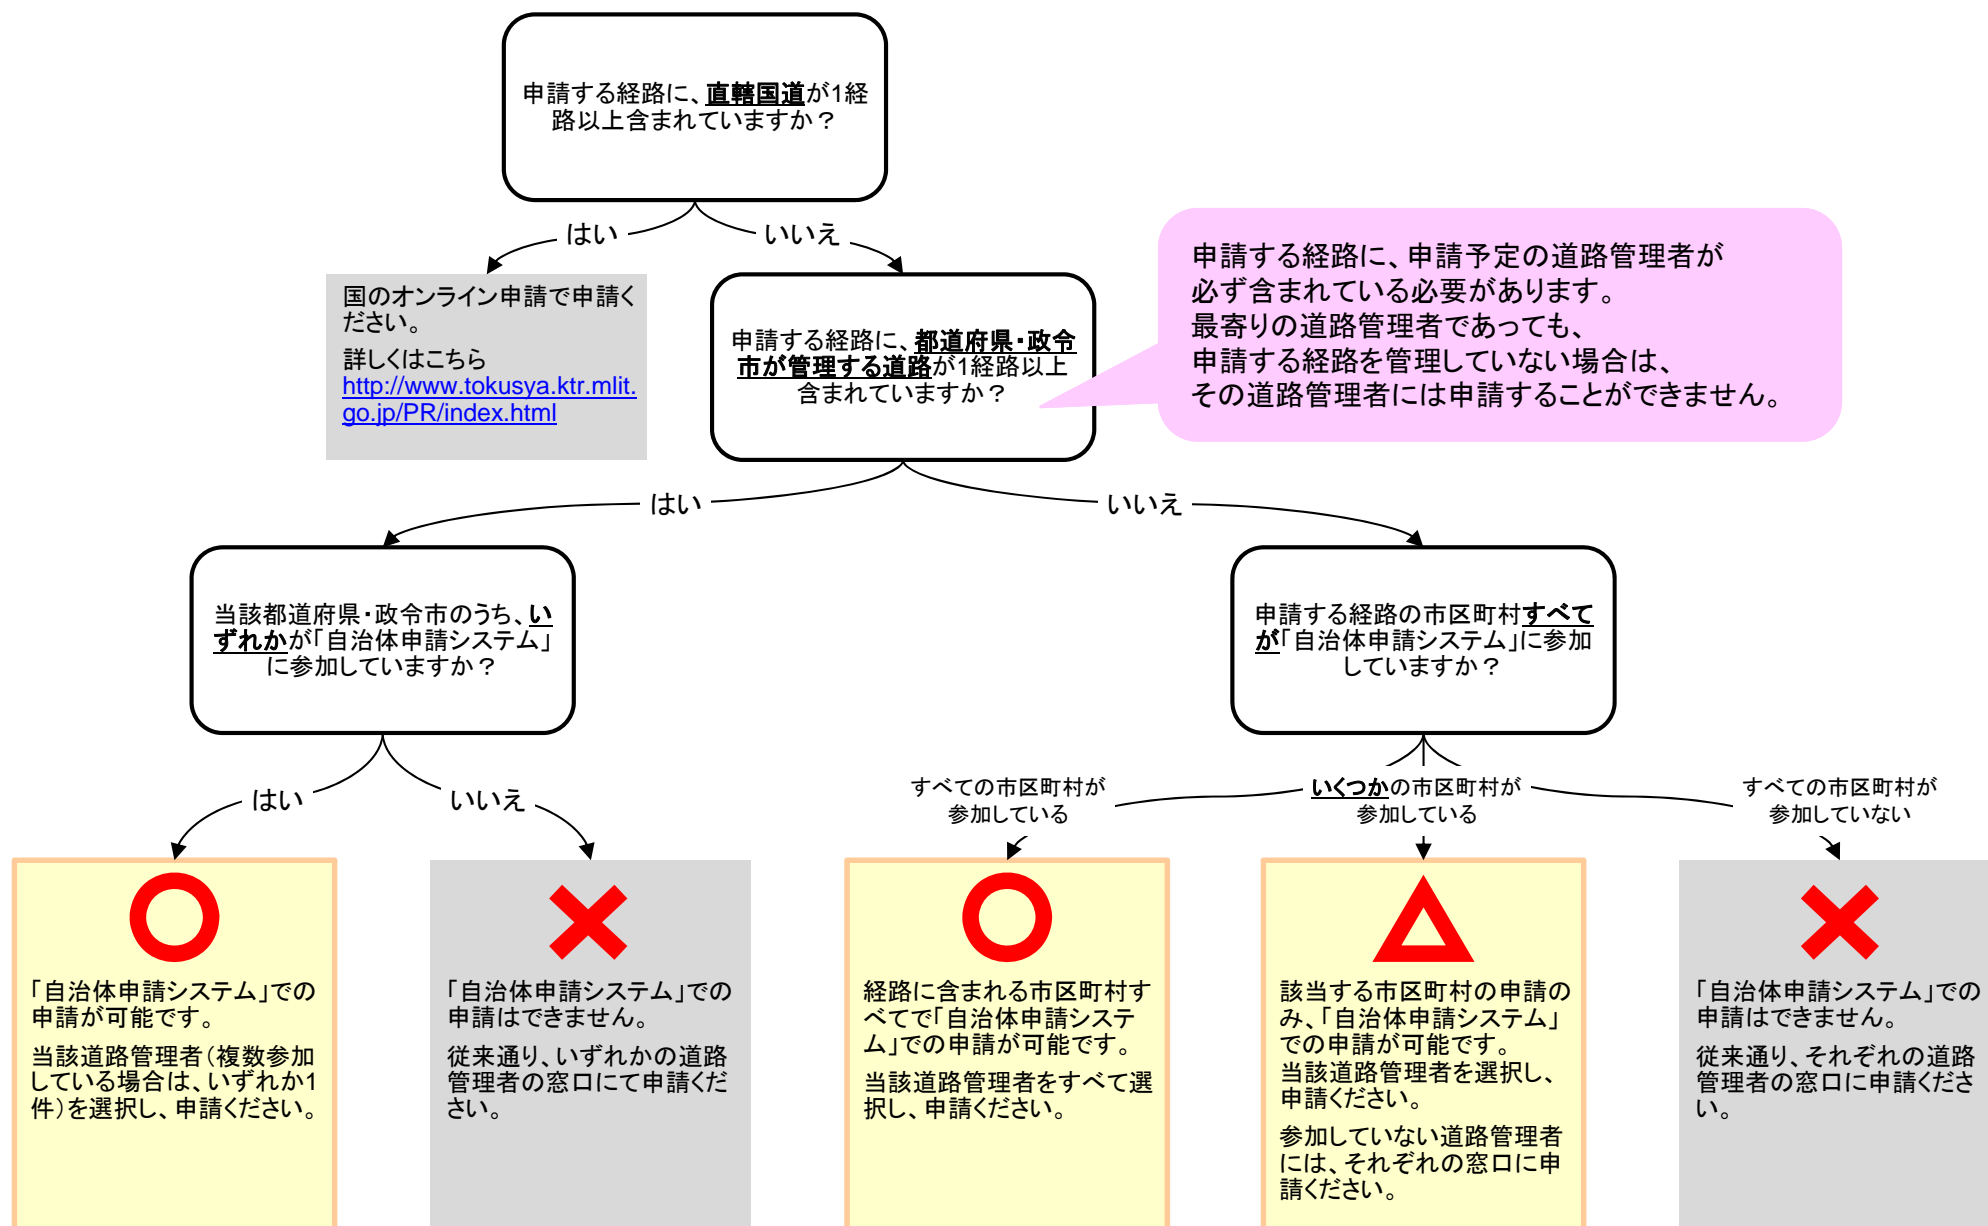 申請する経路に、直轄国道が1経
路以上含まれていますか？
はい
いいえ
国のオンライン申請で申請く
ださい。
詳しくはこちら
http://www.tokusya.ktr.mlit.
go.jp/PR/index.html
申請する経路に、都道府県・政令
市が管理する道路が1経路以上
含まれていますか？
申請する経路に、申請予定の道路管理者が
必ず含まれている必要があります。
最寄りの道路管理者であっても、
申請する経路を管理していない場合は、
その道路管理者には申請することができません。
はい
いいえ
当該都道府県・政令市のうち、い
ずれかが「自治体申請システム」
に参加していますか？
申請する経路の市区町村すべて
が「自治体申請システム」に参加
していますか？
はい
いいえ
すべての市区町村が
参加している
いくつかの市区町村が
参加している
すべての市区町村が
参加していない
「自治体申請システム」での
申請が可能です。
当該道路管理者（複数参加
している場合は、いずれか1
件）を選択し、申請ください。
「自治体申請システム」での
申請はできません。
従来通り、いずれかの道路
管理者の窓口にて申請くだ
さい。
経路に含まれる市区町村す
べてで「自治体申請システ
ム」での申請が可能です。
当該道路管理者をすべて選
択し、申請ください。
該当する市区町村の申請の
み、「自治体申請システム」
での申請が可能です。
当該道路管理者を選択し、
申請ください。
参加していない道路管理者
には、それぞれの窓口に申
請ください。
「自治体申請システム」での
申請はできません。
従来通り、それぞれの道路
管理者の窓口に申請くださ
い。